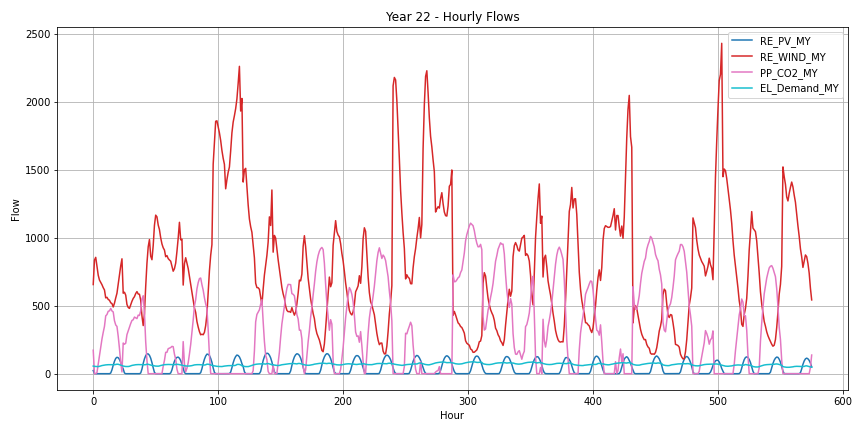 Year 22 - Hourly Flows
2500
2000
1500
1000
500
0
Flow
RE_PV_MY
RE_WIND_MY
PP_CO2_MY
EL_Demand_MY
0 100 200 300 400 500 600
Hour